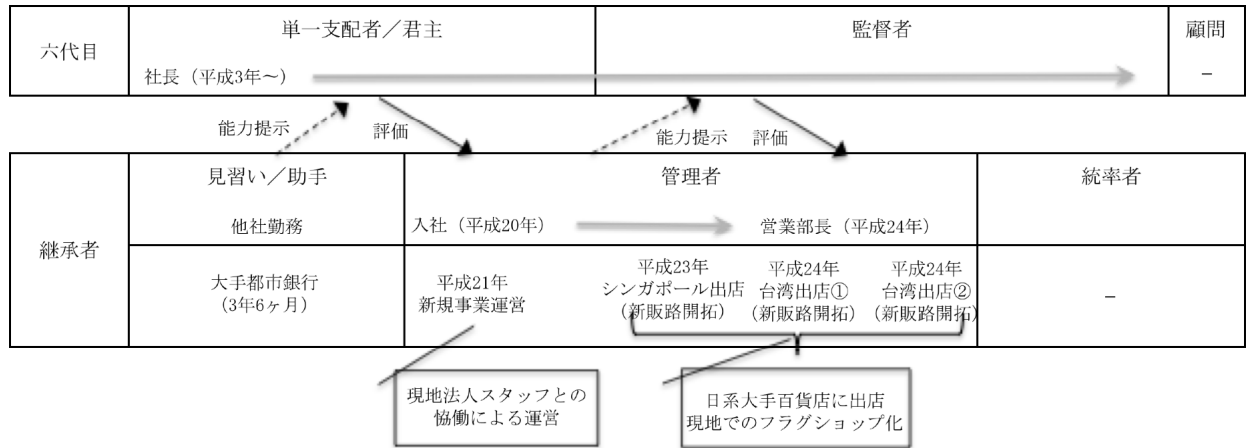 六代目
単一支配者／君主
監督者
顧問
社長（平成3年～）
－
能力提示
評価
能力提示
評価
継承者
見習い／助手
管理者
統率者
他社勤務
入社（平成20年）
営業部長（平成24年）
大手都市銀行
（3年6ヶ月）
平成21年
新規事業運営
平成23年
シンガポール出店
（新販路開拓）
平成24年
台湾出店①
（新販路開拓）
平成24年
台湾出店②
（新販路開拓）
－
現地法人スタッフとの
恊働による運営
日系大手百貨店に出店
現地でのフラグショップ化